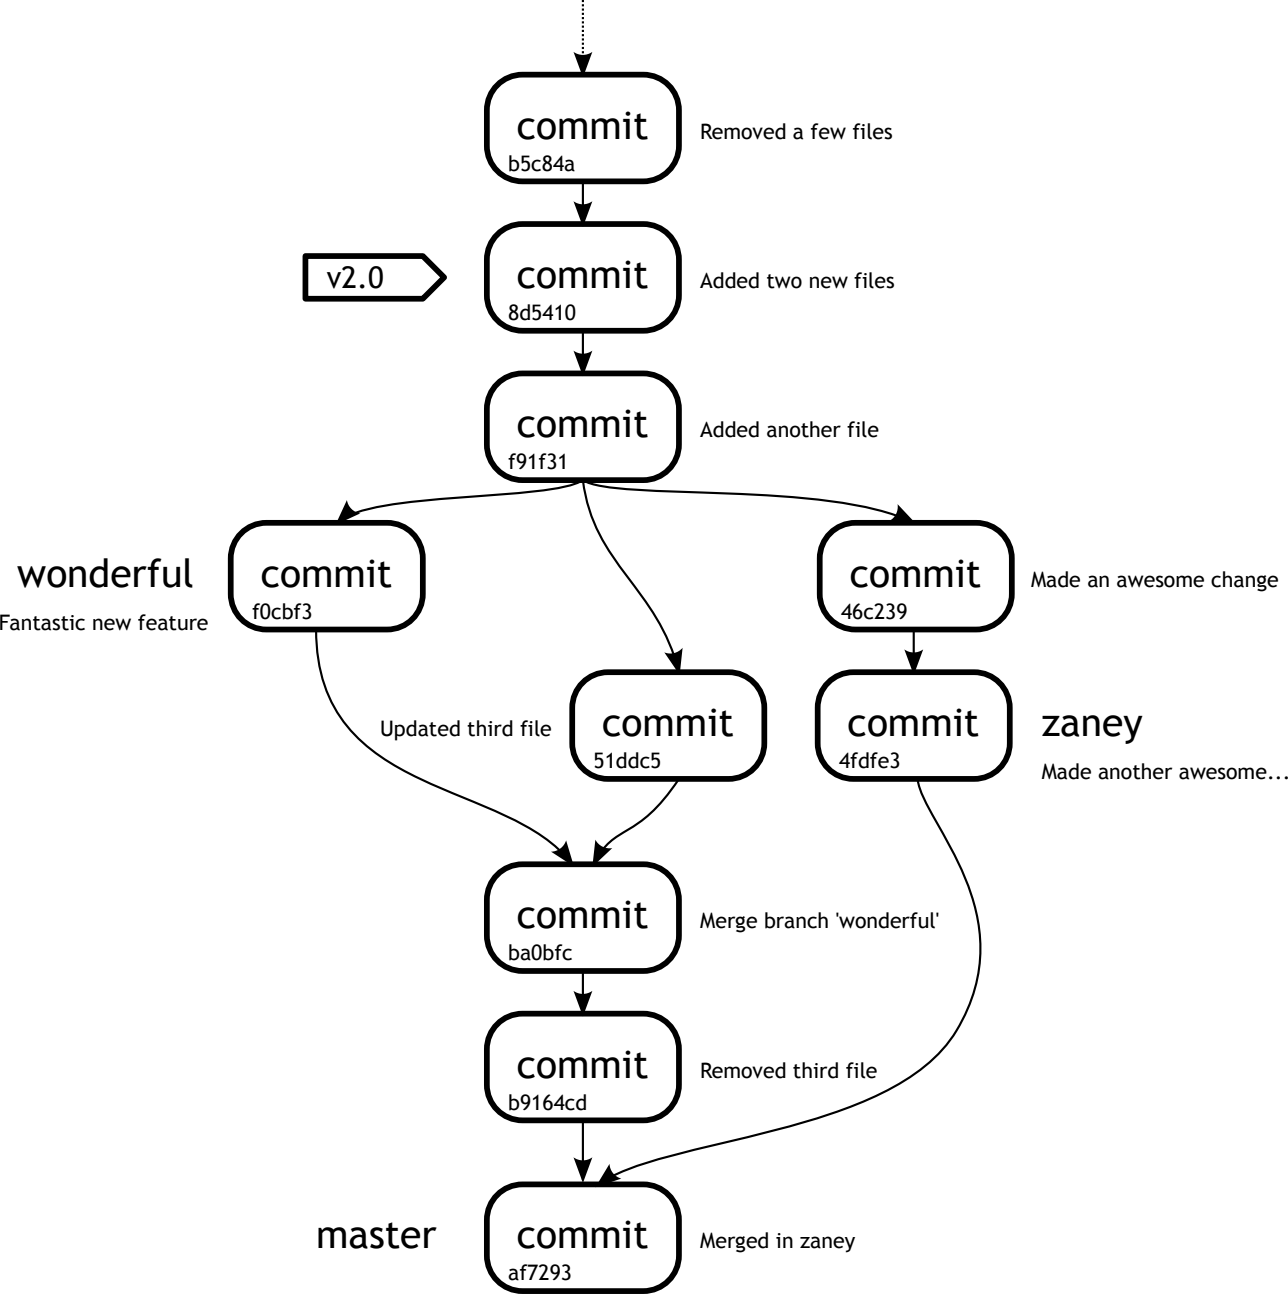 commit
b5c84a
Removed a few files
v2.0
commit
8d5410
Added two new files
commit
f91f31
Added another file
wonderful
Fantastic new feature
commit
f0cbf3
commit
46c239
Made an awesome change
Updated third file
commit
51ddc5
commit
4fdfe3
zaney
Made another awesome...
commit
ba0bfc
Merge branch 'wonderful'
commit
b9164cd
Removed third file
master
commit
af7293
Merged in zaney